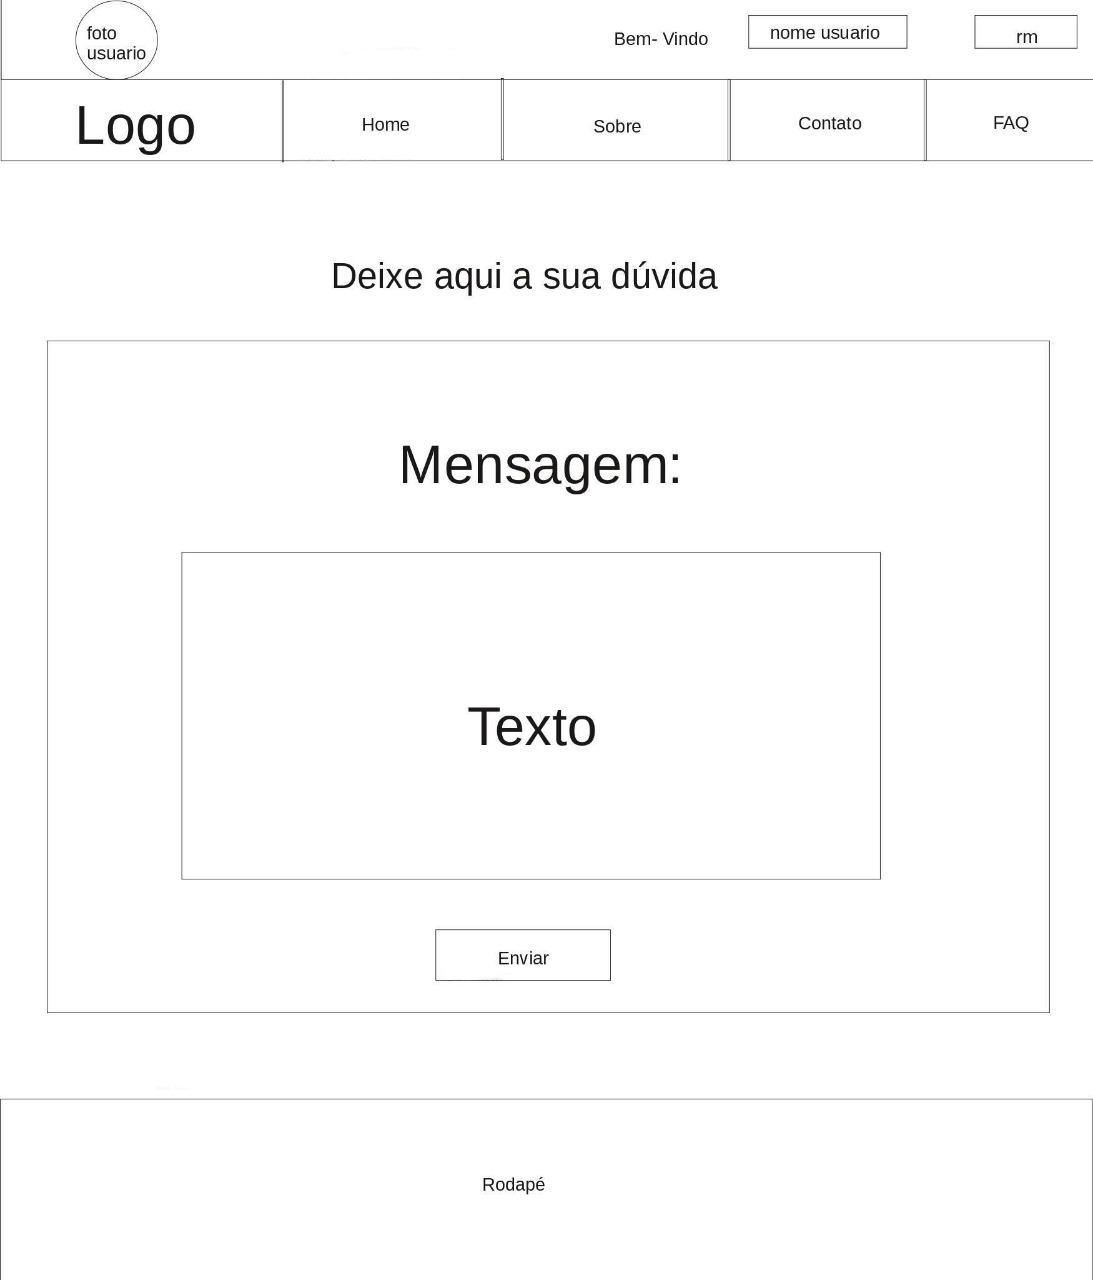 foto
usuario
Bem- Vindo
nome usuario
rm
Logo
Home
Sobre
Contato
FAQ
Deixe aqui a sua dúvida
Mensagem:
Texto
Enviar
Rodapé